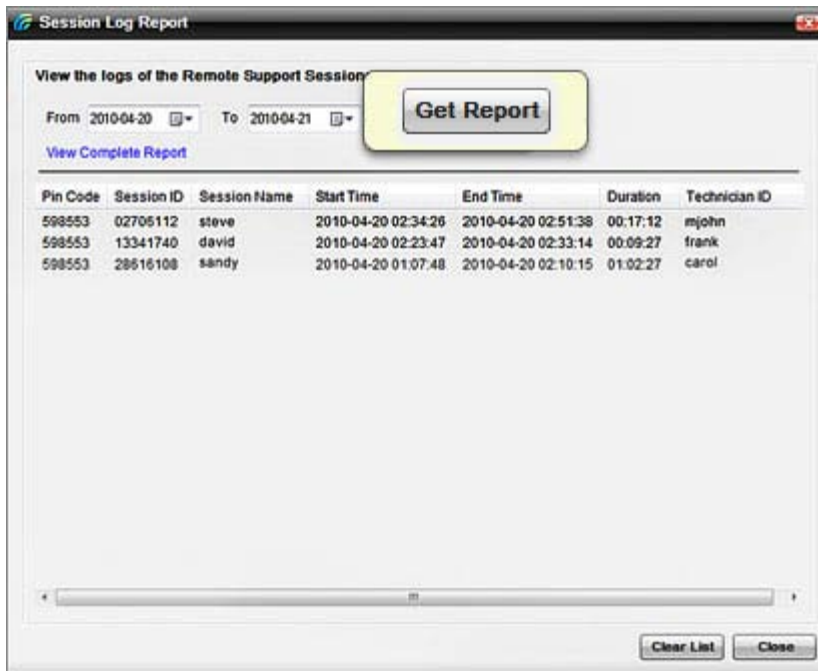 Session Log Report
View the logs of the Remote Support Session
From 2010-04-20 To 2010-04-21 Get Report
View Complete Report
Pin Code Session ID Session Name Start Time End Time Duration Technician ID
598553 02705112 steve 2010-04-20 02:34:26 2010-04-20 02:51:38 00:17:12 mjohn
598553 13341740 david 2010-04-20 02:23:47 2010-04-20 02:33:14 00:09:27 frank
598553 28616108 sandy 2010-04-20 01:07:48 2010-04-20 02:10:15 01:02:27 carol
Clear List Close